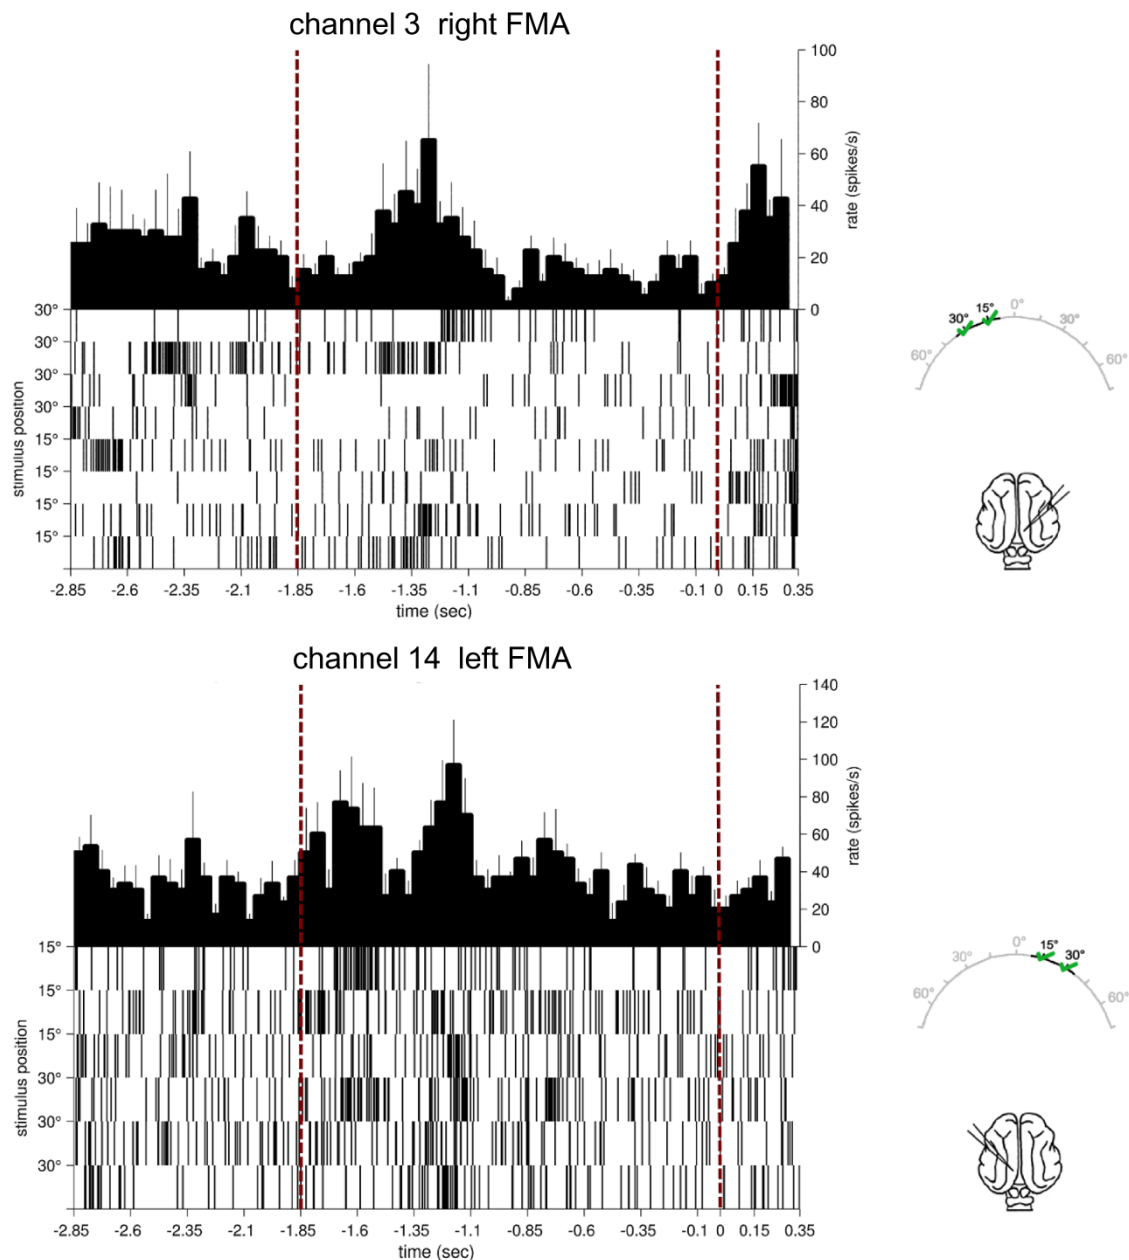 channel 3 right FMA
100
80
60
40
20
0
rate (spikes/s)
30°
30°
30°
30°
15°
15°
15°
15°
stimulus position
-2.85 -2.6 -2.35 -2.1 -1.85 -1.6 -1.35 -1.1 -0.85 -0.6 -0.35 -0.1 0 0.15 0.35
time (sec)
60° 30° 15° 0° 30° 60°
channel 14 left FMA
140
120
100
80
60
40
20
0
rate (spikes/s)
15°
15°
15°
30°
30°
30°
stimulus position
-2.85 -2.6 -2.35 -2.1 -1.85 -1.6 -1.35 -1.1 -0.85 -0.6 -0.35 -0.1 0 0.15 0.35
time (sec)
60° 30° 0° 15° 30° 60°